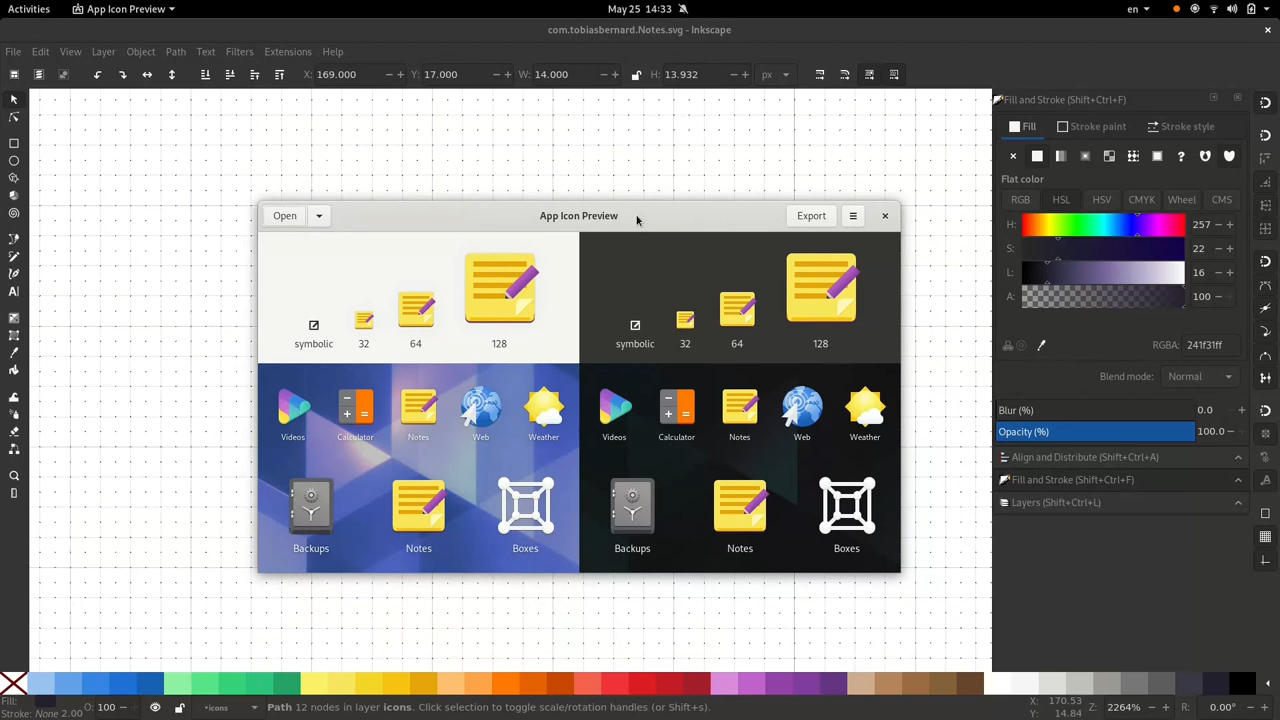 Activities App Icon Preview May 25 14:33 en
com.tobiasbernard.Notes.svg - Inkscape
File Edit View Layer Object Path Text Filters Extensions Help
X: 169.000 Y: 17.000 W: 14.000 H: 13.932 px
Fill and Stroke (Shift+Ctrl+F)
Fill Stroke paint Stroke style
Flat color
RGB HSL HSV CMYK Wheel CMS
H: 257
S: 22
L: 16
A: 100
RGBA: 241f31ff
Blend mode: Normal
Blur (%) 0.0
Opacity (%) 100.0
Align and Distribute (Shift+Ctrl+A)
Fill and Stroke (Shift+Ctrl+F)
Layers (Shift+Ctrl+L)
Open App Icon Preview Export
symbolic 32 64 128 symbolic 32 64 128
Videos Calculator Notes Web Weather Videos Calculator Notes Web Weather
Backups Notes Boxes Backups Notes Boxes
Fill:
Stroke: None 2.00
O: 100
icons
Path 12 nodes in layer icons. Click selection to toggle scale/rotation handles (or Shift+s).
X: 170.53
Y: 14.84
Z: 2264%
R: 0.00°